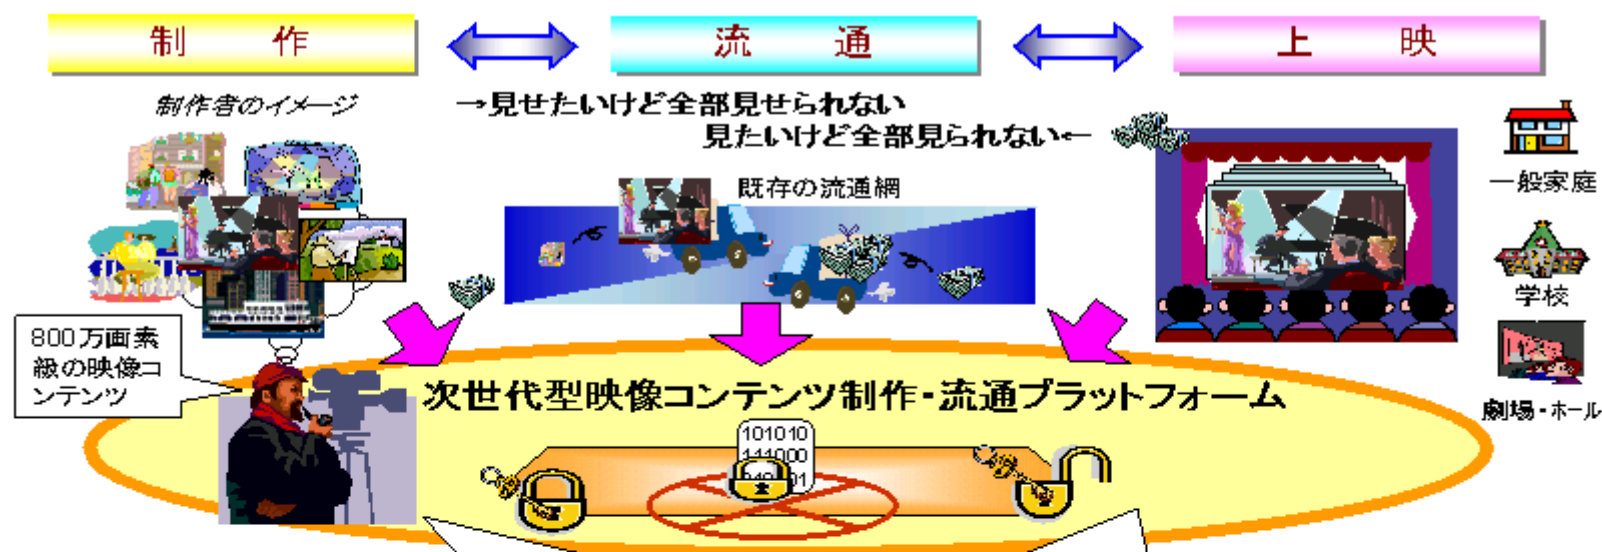 制作
流通
上映
制作者のイメージ
→見せたいけど全部見せられない
見たいけど全部見られない←
既存の流通網
一般家庭
学校
劇場・ホール
800万画素
級の映像コ
ンテンツ
次世代型映像コンテンツ制作・流通プラットフォーム
101010
111000